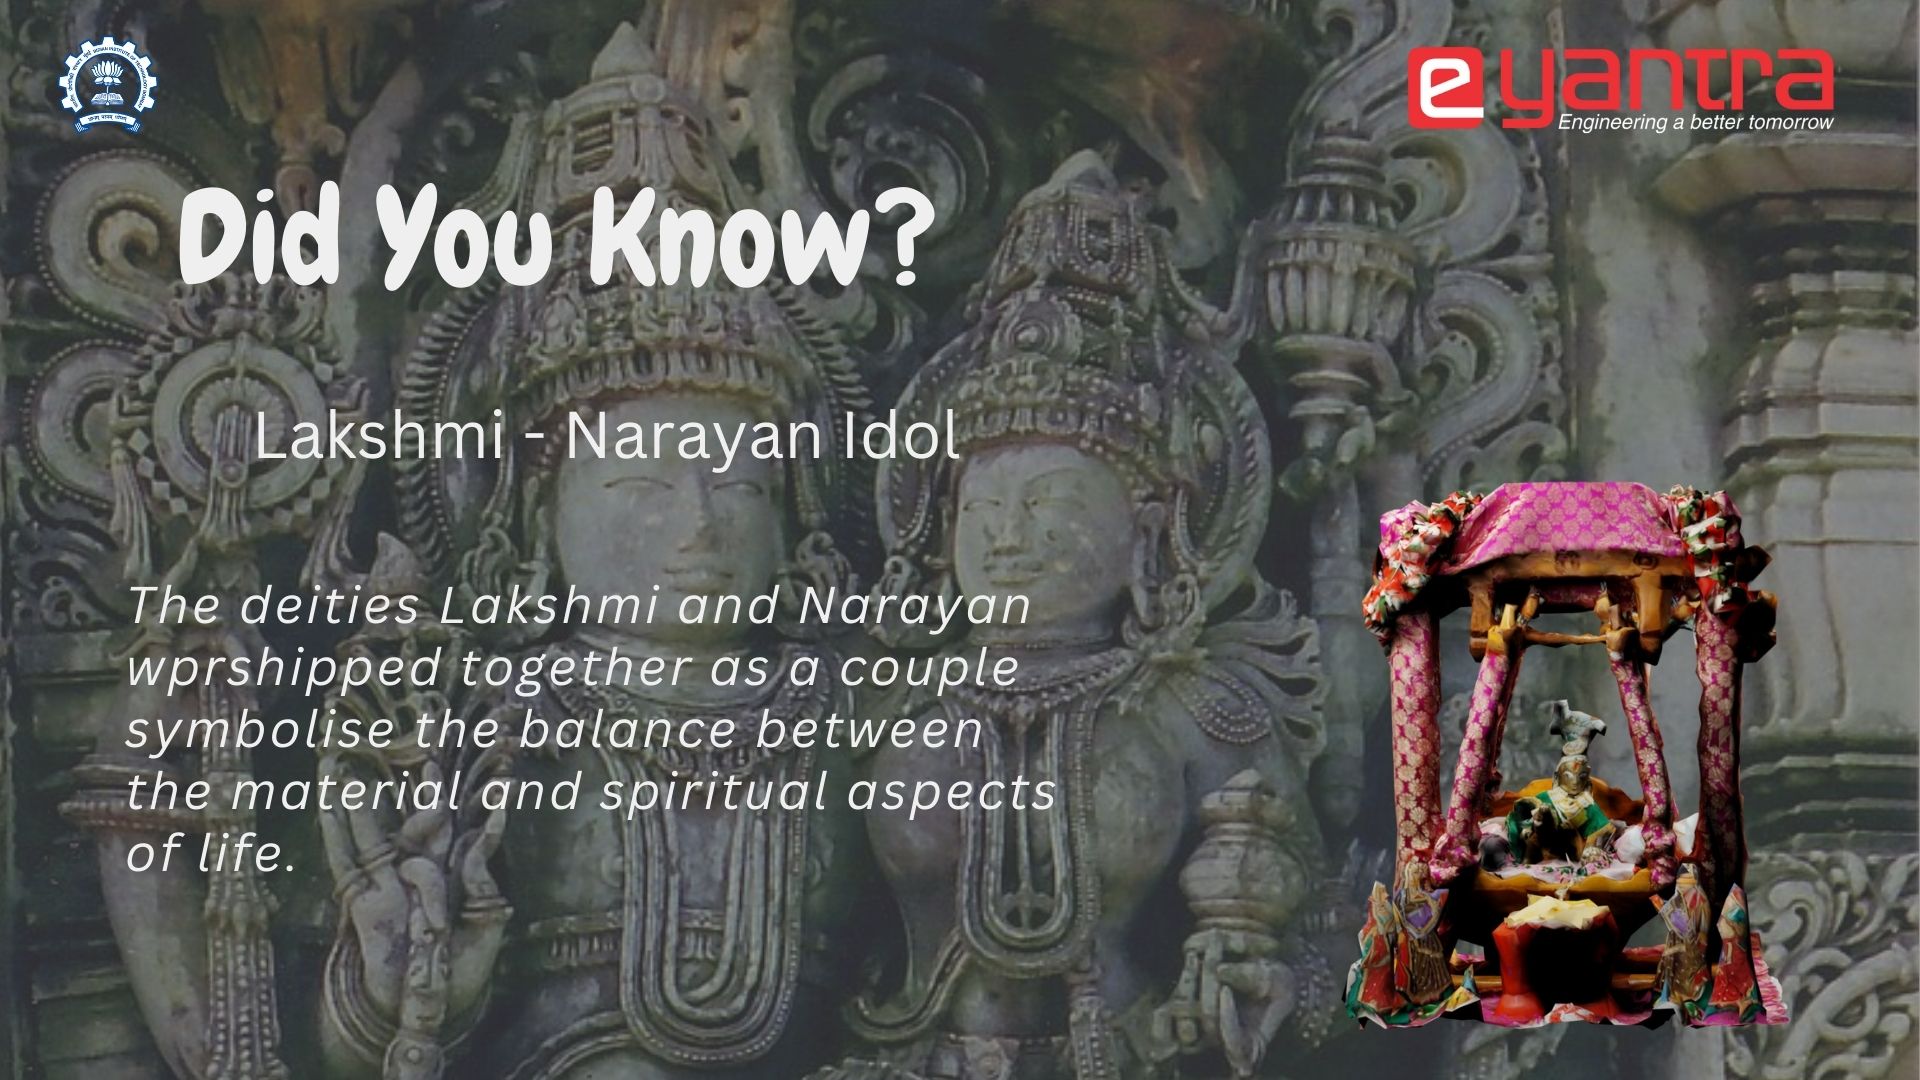 eyantra
Engineering a better tomorrow
Did You Know?
Lakshmi - Narayan Idol
The deities Lakshmi and Narayan
wprshipped together as a couple
symbolise the balance between
the material and spiritual aspects
of life.